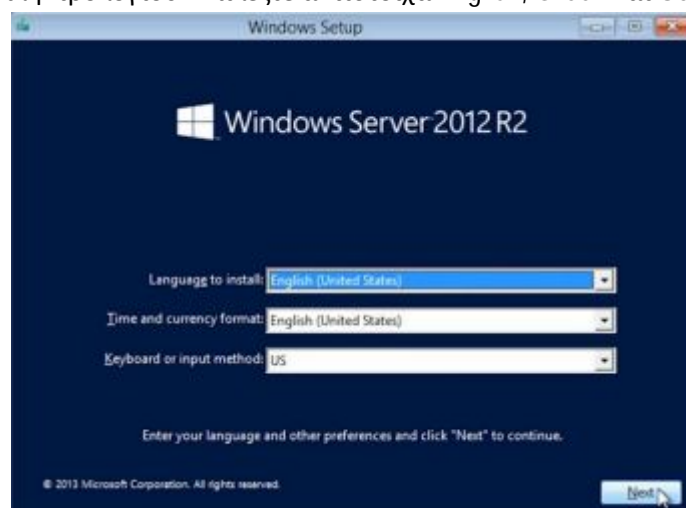 Windows Setup
Windows Server 2012 R2
Language to install: English (United States)
Time and currency format: English (United States)
Keyboard or input method: US
Enter your language and other preferences and click "Next" to continue.
© 2013 Microsoft Corporation. All rights reserved.
Next